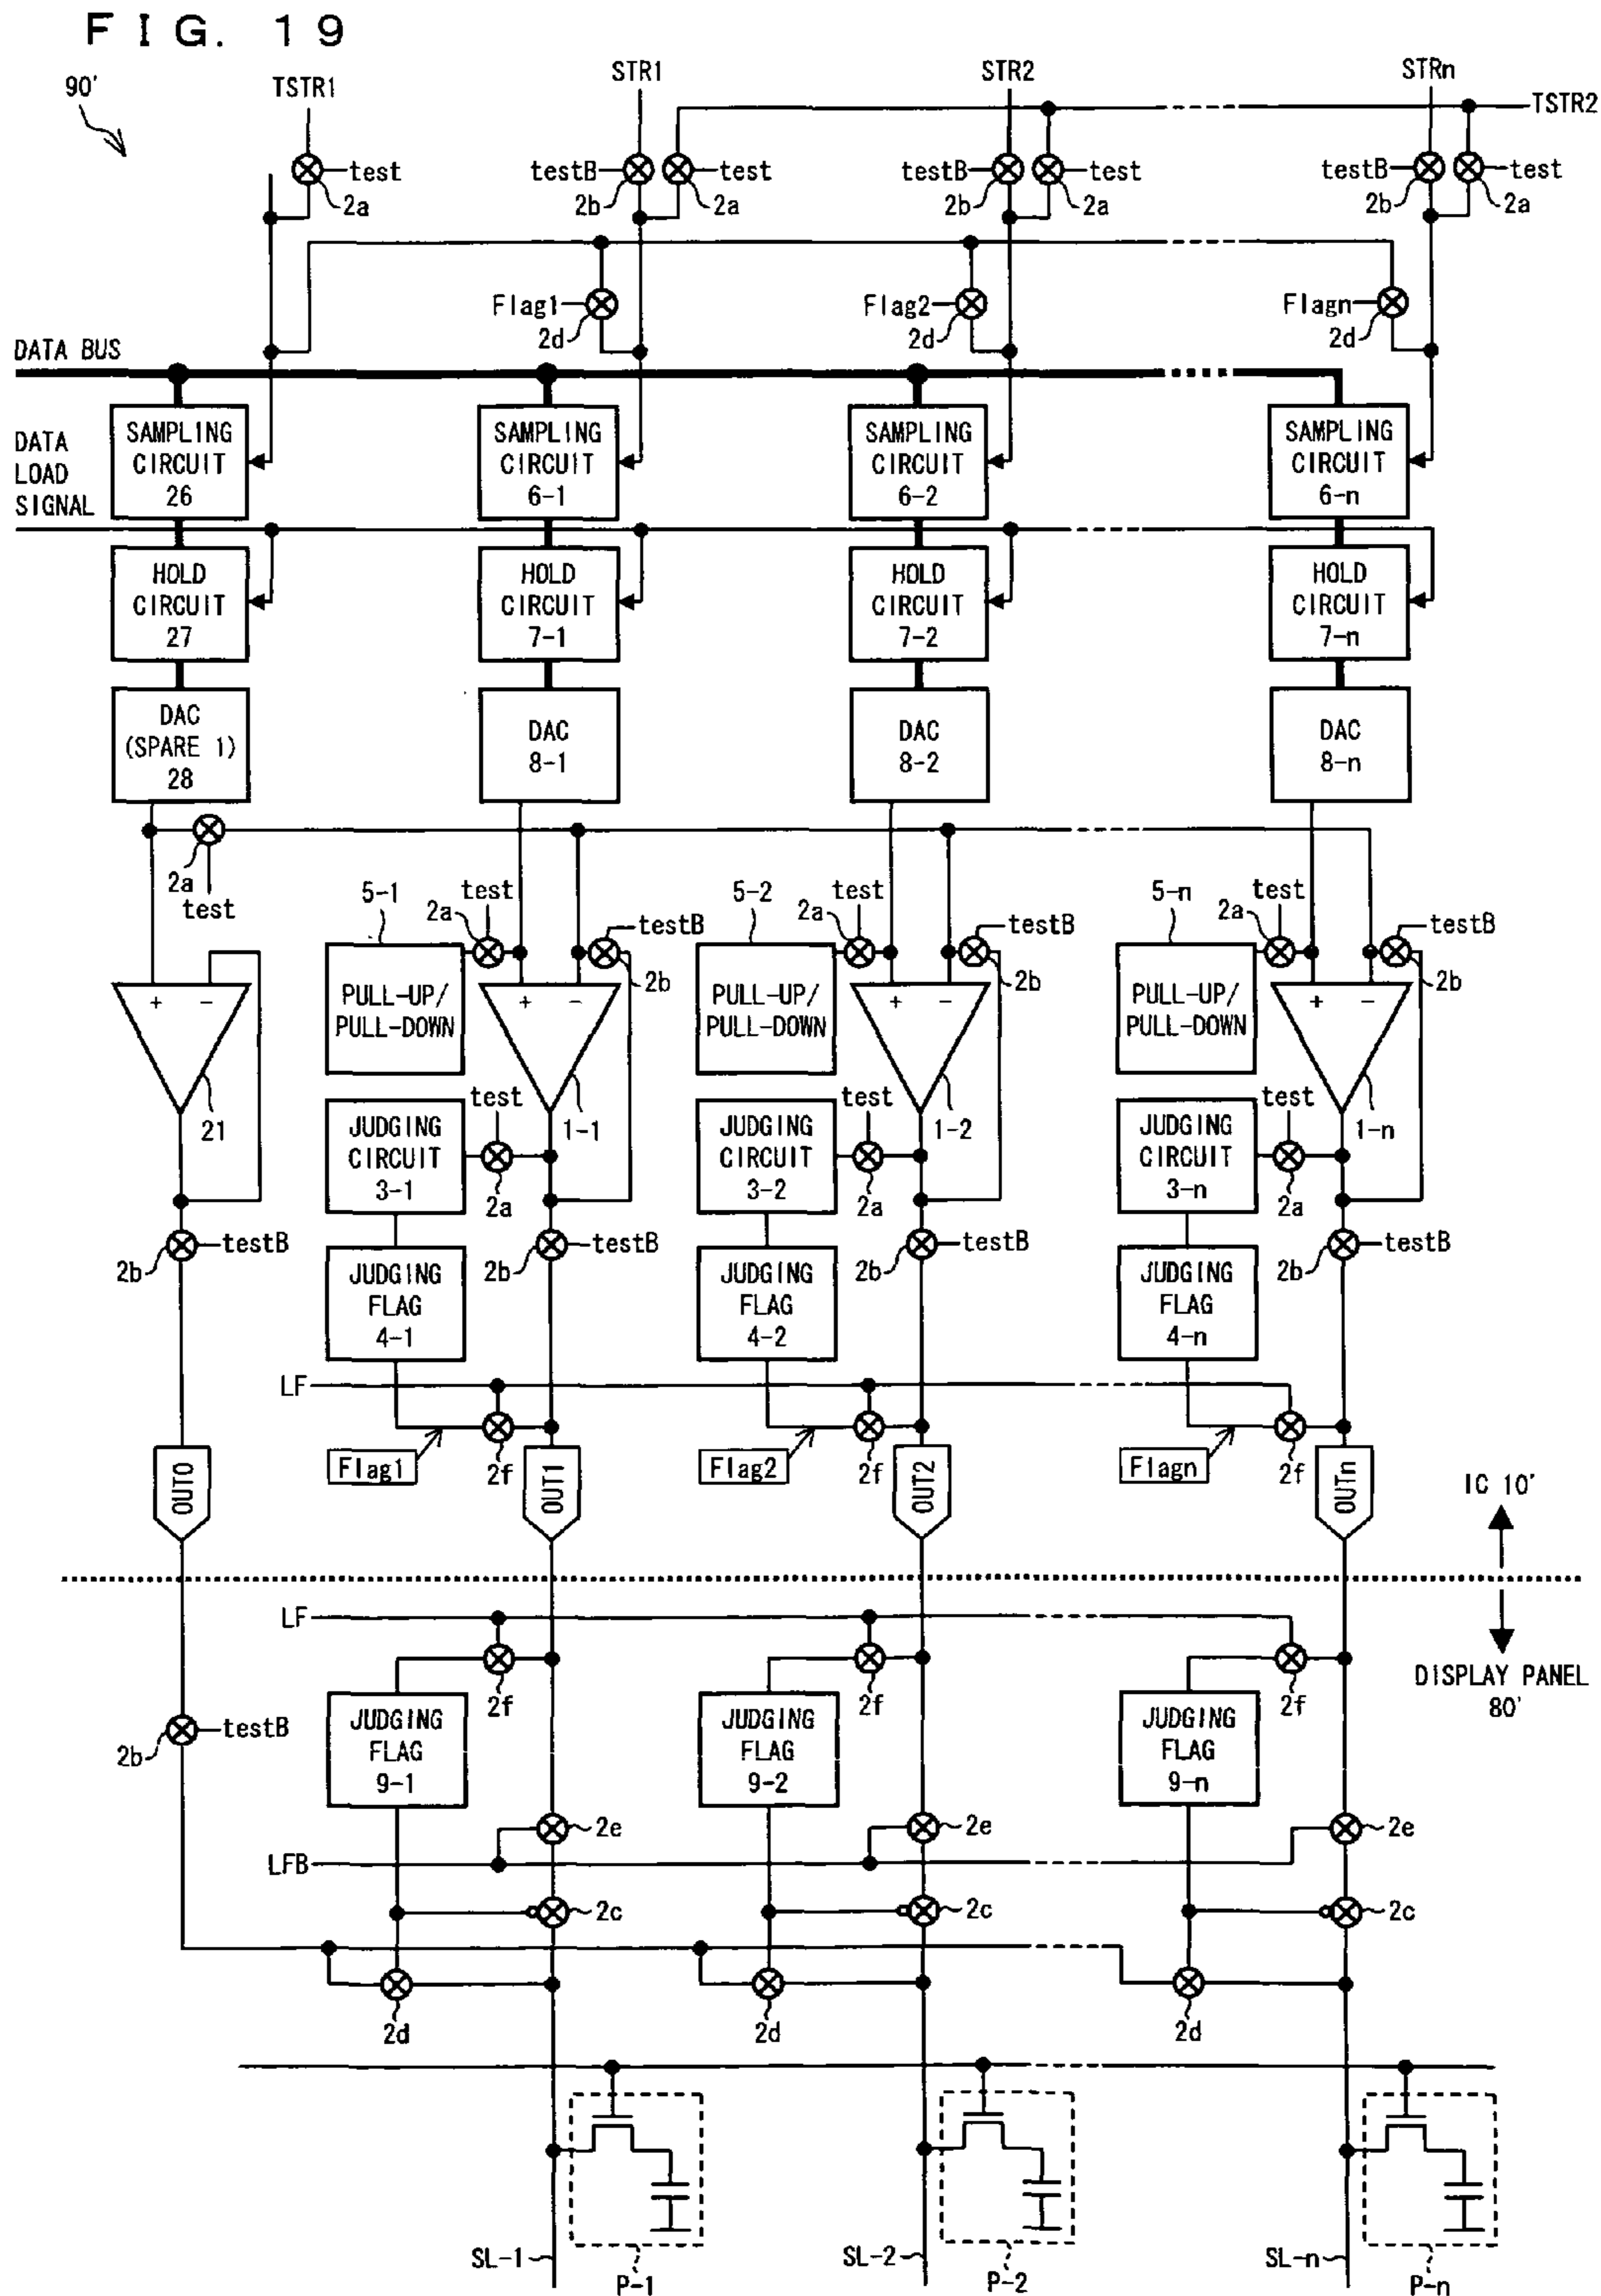 FIG. 19
90'
TSTR1
STR1
STR2
STRn
TSTR2
test
testB
test
testB
test
testB
test
2a
2b
2a
2b
2a
2b
2a
Flag1
Flag2
Flagn
2d
2d
2d
DATA BUS
DATA
LOAD
SIGNAL
SAMPLING
CIRCUIT
26
SAMPLING
CIRCUIT
6-1
SAMPLING
CIRCUIT
6-2
SAMPLING
CIRCUIT
6-n
HOLD
CIRCUIT
27
HOLD
CIRCUIT
7-1
HOLD
CIRCUIT
7-2
HOLD
CIRCUIT
7-n
DAC
(SPARE 1)
28
DAC
8-1
DAC
8-2
DAC
8-n
2a
test
5-1
test
2a
testB
2b
5-2
test
2a
testB
2b
5-n
test
2a
testB
2b
+ −
PULL-UP/
PULL-DOWN
+ −
PULL-UP/
PULL-DOWN
+ −
PULL-UP/
PULL-DOWN
+ −
21
JUDGING
CIRCUIT
3-1
test
2a
1-1
JUDGING
CIRCUIT
3-2
test
2a
1-2
JUDGING
CIRCUIT
3-n
test
2a
1-n
2b
testB
2b
testB
2b
testB
2b
testB
JUDGING
FLAG
4-1
JUDGING
FLAG
4-2
JUDGING
FLAG
4-n
LF
Flag1
2f
Flag2
2f
Flagn
2f
OUT0
OUT1
OUT2
OUTn
IC 10'
DISPLAY PANEL
80'
LF
2f
2f
2f
2b
testB
JUDGING
FLAG
9-1
JUDGING
FLAG
9-2
JUDGING
FLAG
9-n
2e
2e
2e
LFB
2c
2c
2c
2d
2d
2d
SL-1
P-1
SL-2
P-2
SL-n
P-n